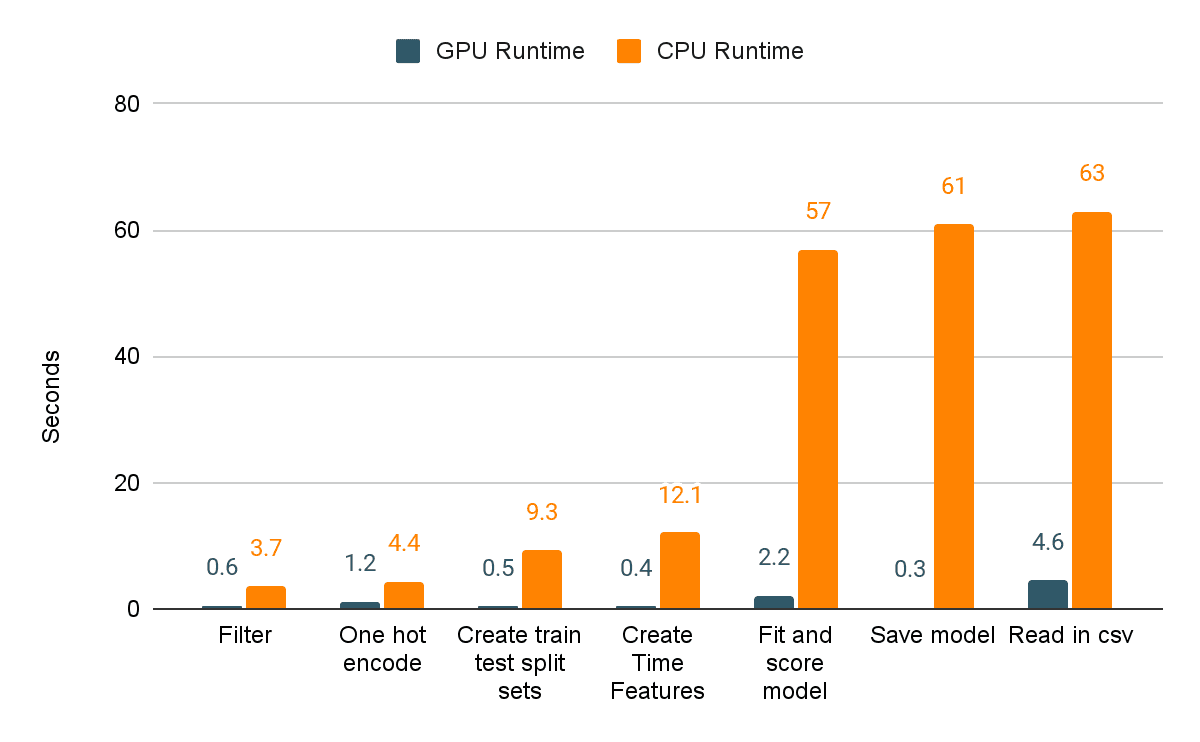 GPU Runtime CPU Runtime
80
60
40
20
0
Seconds
0.6 3.7
1.2 4.4
0.5 9.3
0.4 12.1
2.2 57
0.3 61
4.6 63
Filter
One hot
encode
Create train
test split
sets
Create
Time
Features
Fit and
score
model
Save model
Read in csv